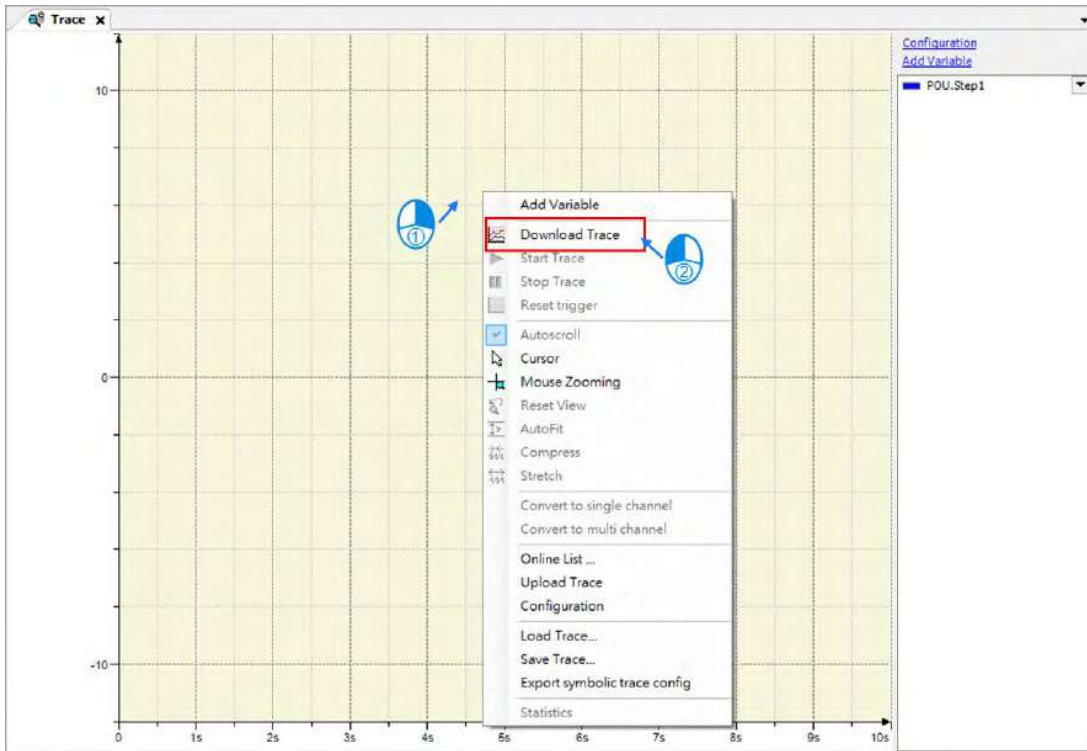 Trace
Configuration
Add Variable
POU.Step1
10
0
-10
①
②
Add Variable
Download Trace
Start Trace
Stop Trace
Reset trigger
Autoscroll
Cursor
Mouse Zooming
Reset View
AutoFit
Compress
Stretch
Convert to single channel
Convert to multi channel
Online List ...
Upload Trace
Configuration
Load Trace...
Save Trace...
Export symbolic trace config
Statistics
0 1s 2s 3s 4s 5s 6s 7s 8s 9s 10s